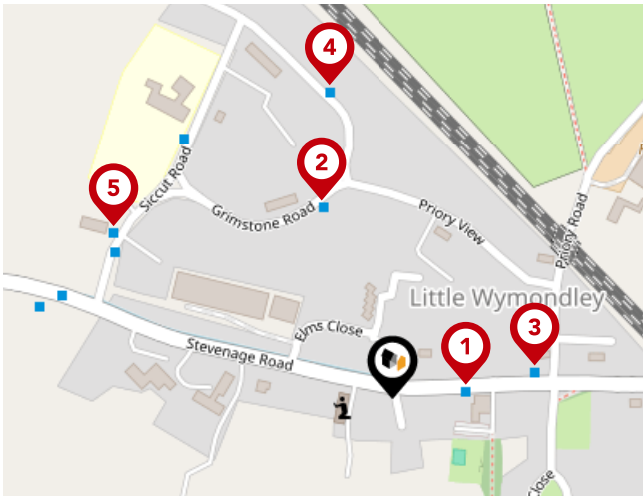 4
2
5
Siccut Road
Grimstone Road
Priory View
Priory Road
Little Wymondley
Elms Close
3
1
Stevenage Road
Close